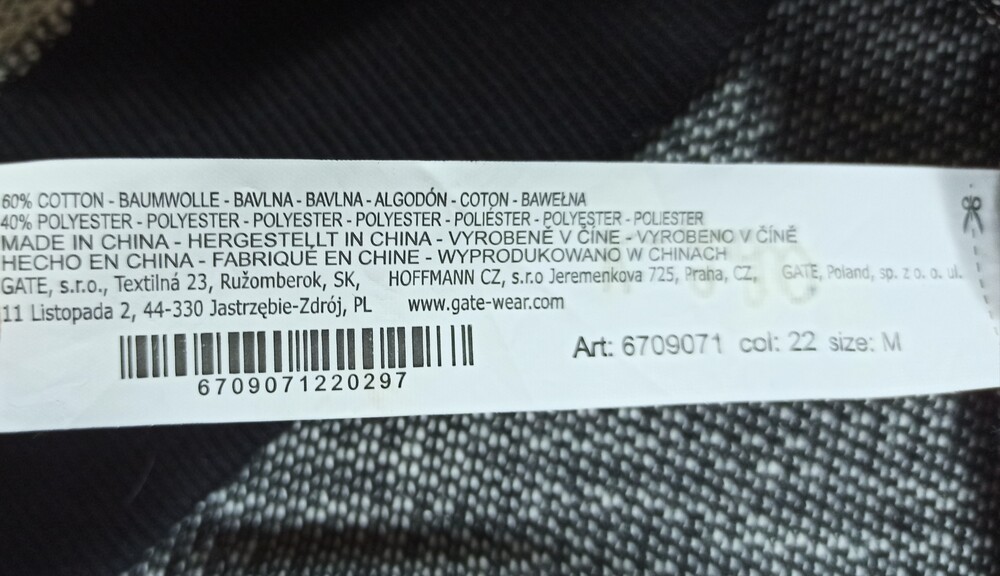 60% COTTON - BAUMWOLLE - BAVLNA - BAVLNA - ALGODÓN - COTON - BAWEŁNA
40% POLYESTER - POLYESTER - POLYESTER - POLYESTER - POLIÉSTER - POLYESTER - POLIESTER
MADE IN CHINA - HERGESTELLT IN CHINA - VYROBENÉ V ČÍNE - VYROBENO V ČÍNĚ
HECHO EN CHINA - FABRIQUÉ EN CHINE - WYPRODUKOWANO W CHINACH
GATE, s.r.o., Textilná 23, Ružomberok, SK, HOFFMANN CZ, s.r.o Jeremenkova 725, Praha, CZ, GATE, Poland, sp. z o. o. ul.
11 Listopada 2, 44-330 Jastrzębie-Zdrój, PL www.gate-wear.com
Art: 6709071 col: 22 size: M
6709071220297